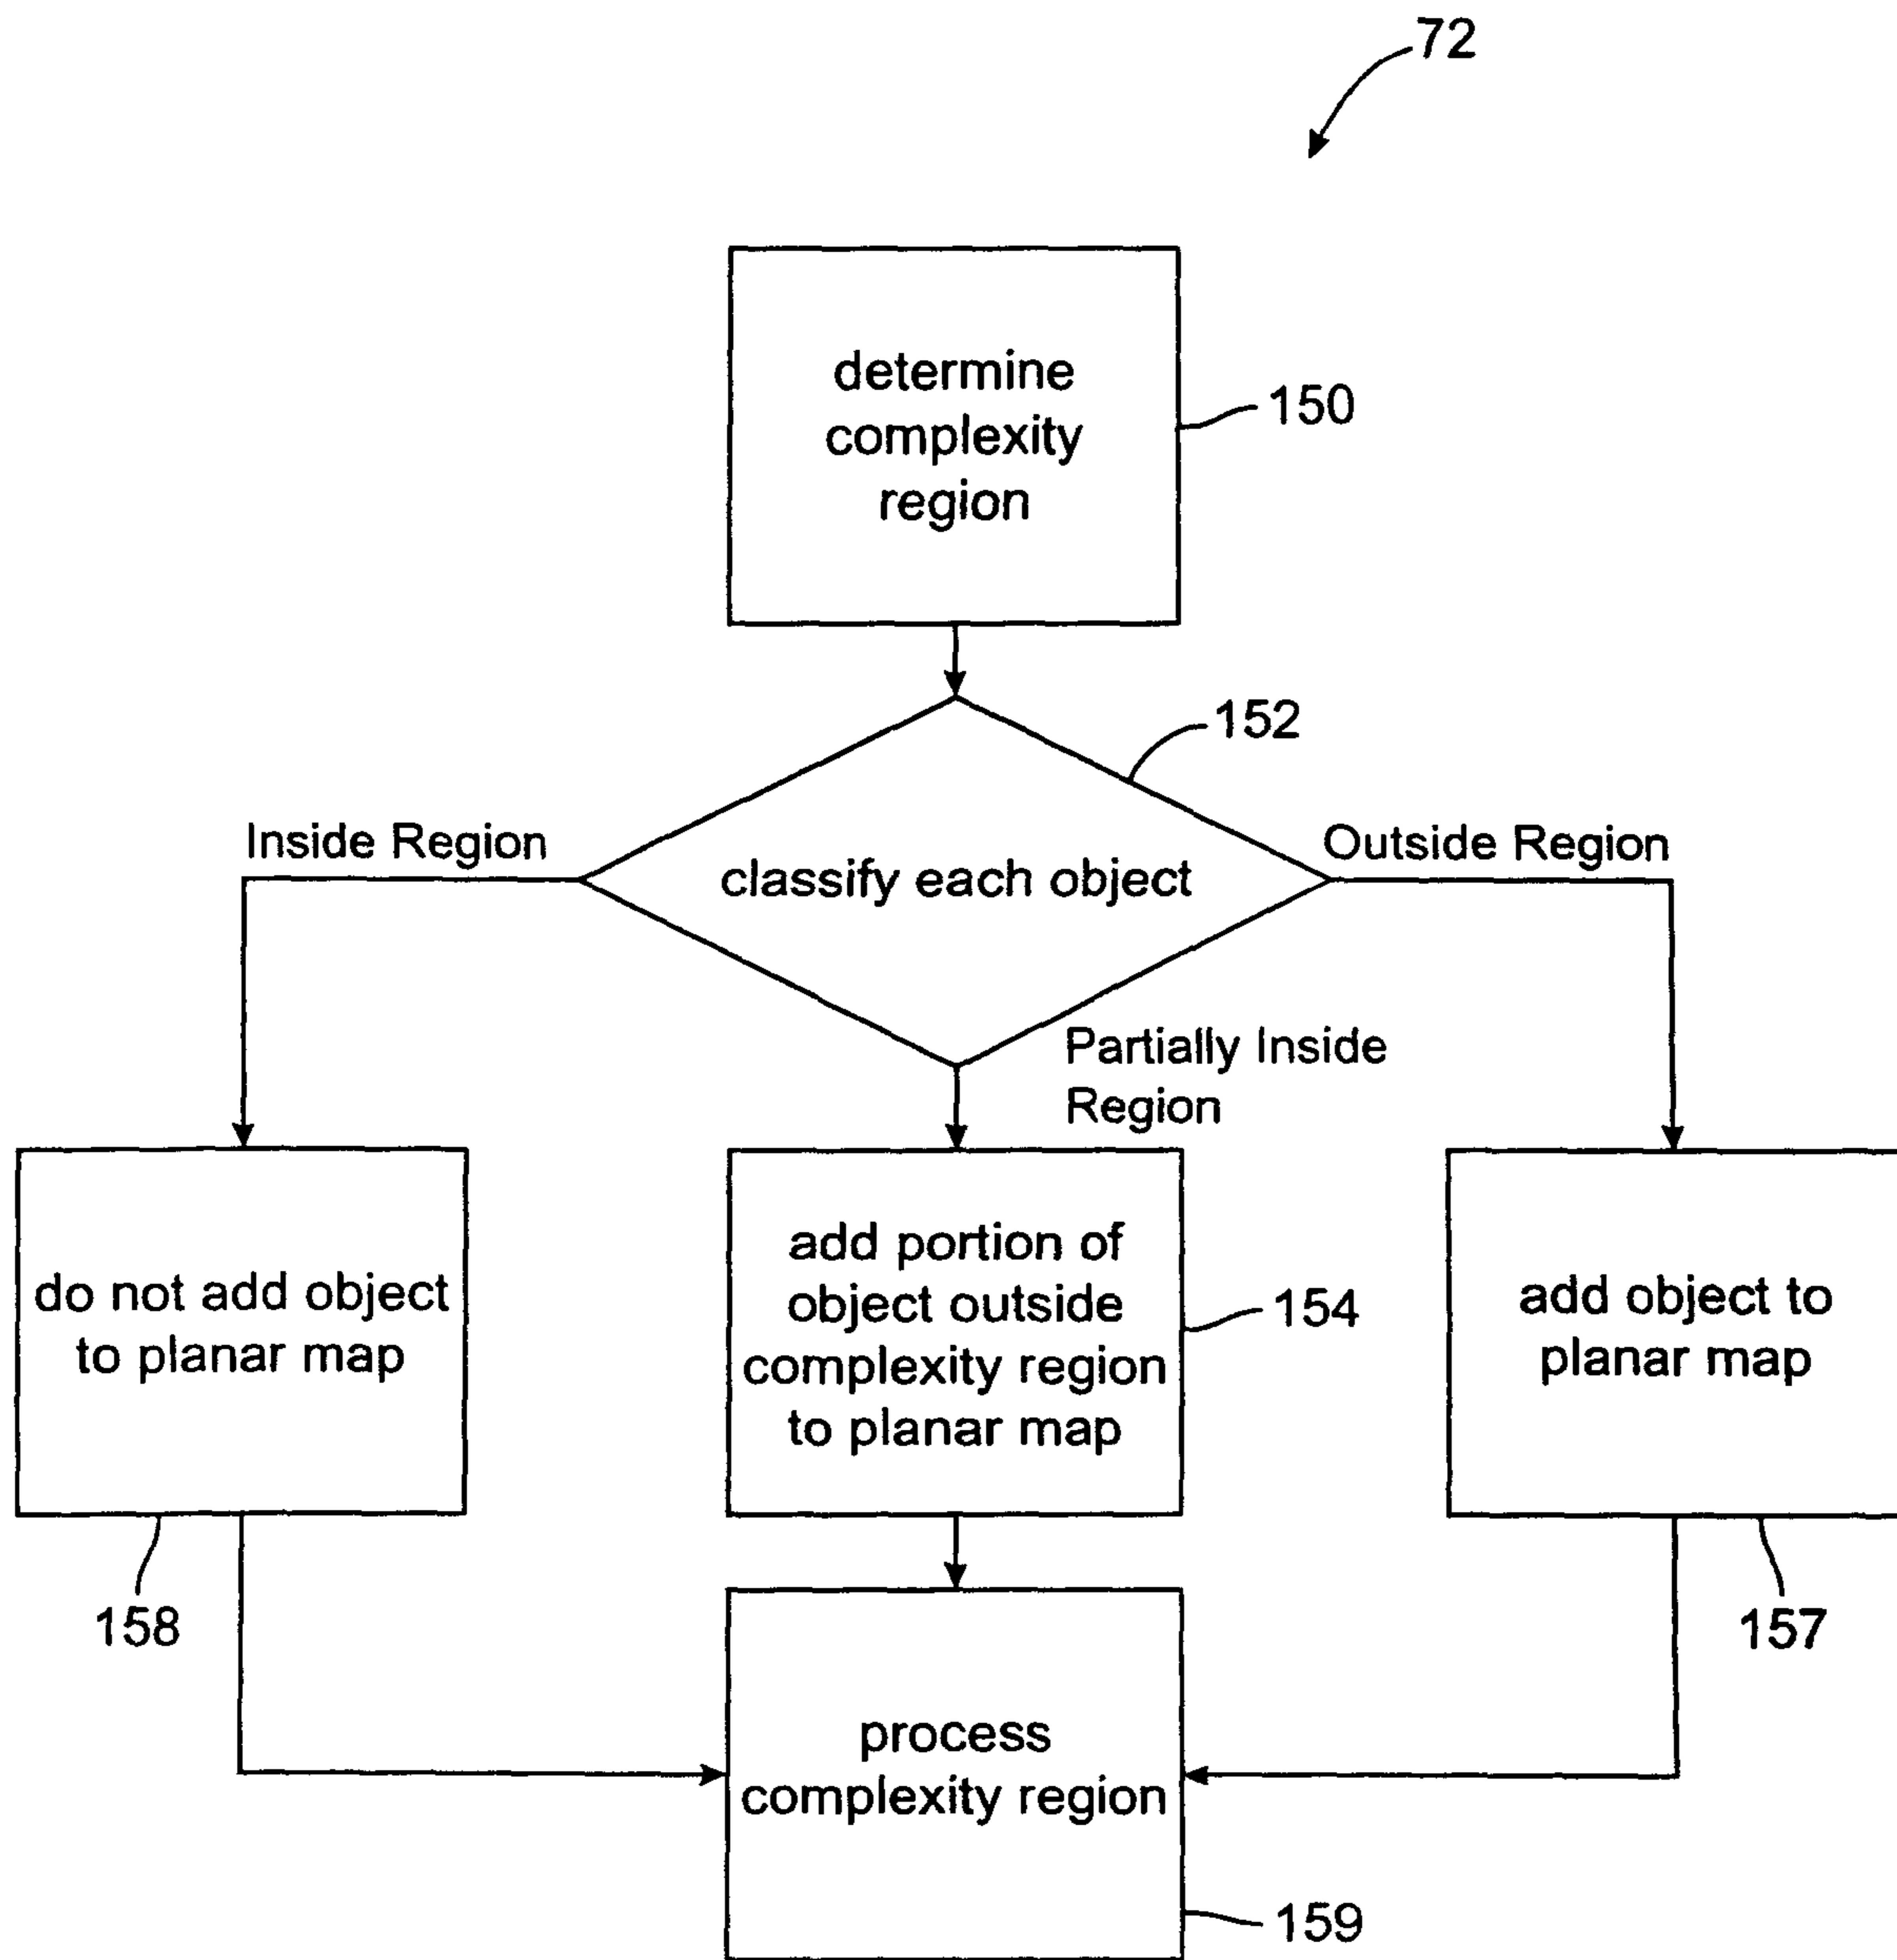 72
determine
complexity
region
150
152
Inside Region
classify each object
Outside Region
Partially Inside
Region
do not add object
to planar map
158
add portion of
object outside
complexity region
to planar map
154
add object to
planar map
157
process
complexity region
159